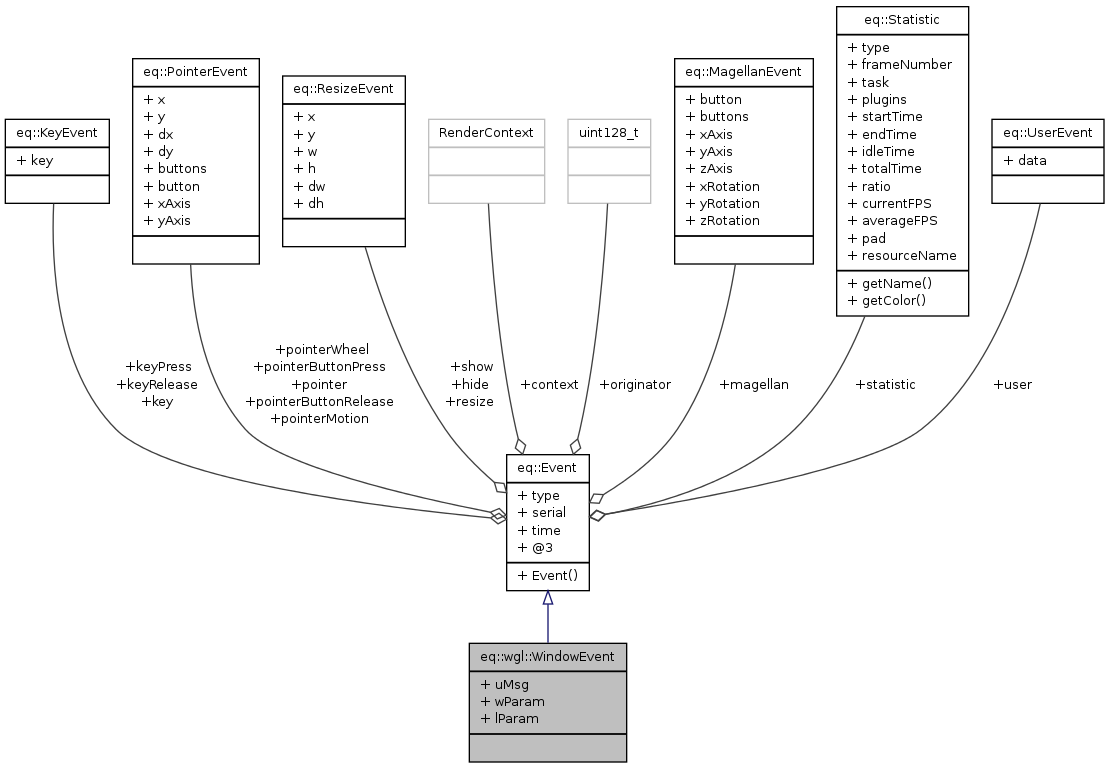 eq::KeyEvent
+ key
eq::PointerEvent
+ x
+ y
+ dx
+ dy
+ buttons
+ button
+ xAxis
+ yAxis
eq::ResizeEvent
+ x
+ y
+ w
+ h
+ dw
+ dh
RenderContext
uint128_t
eq::MagellanEvent
+ button
+ buttons
+ xAxis
+ yAxis
+ zAxis
+ xRotation
+ yRotation
+ zRotation
eq::Statistic
+ type
+ frameNumber
+ task
+ plugins
+ startTime
+ endTime
+ idleTime
+ totalTime
+ ratio
+ currentFPS
+ averageFPS
+ pad
+ resourceName
+ getName()
+ getColor()
eq::UserEvent
+ data
+keyPress
+keyRelease
+key
+pointerWheel
+pointerButtonPress
+pointer
+pointerButtonRelease
+pointerMotion
+show
+hide
+resize
+context
+originator
+magellan
+statistic
+user
eq::Event
+ type
+ serial
+ time
+ @3
+ Event()
eq::wgl::WindowEvent
+ uMsg
+ wParam
+ lParam